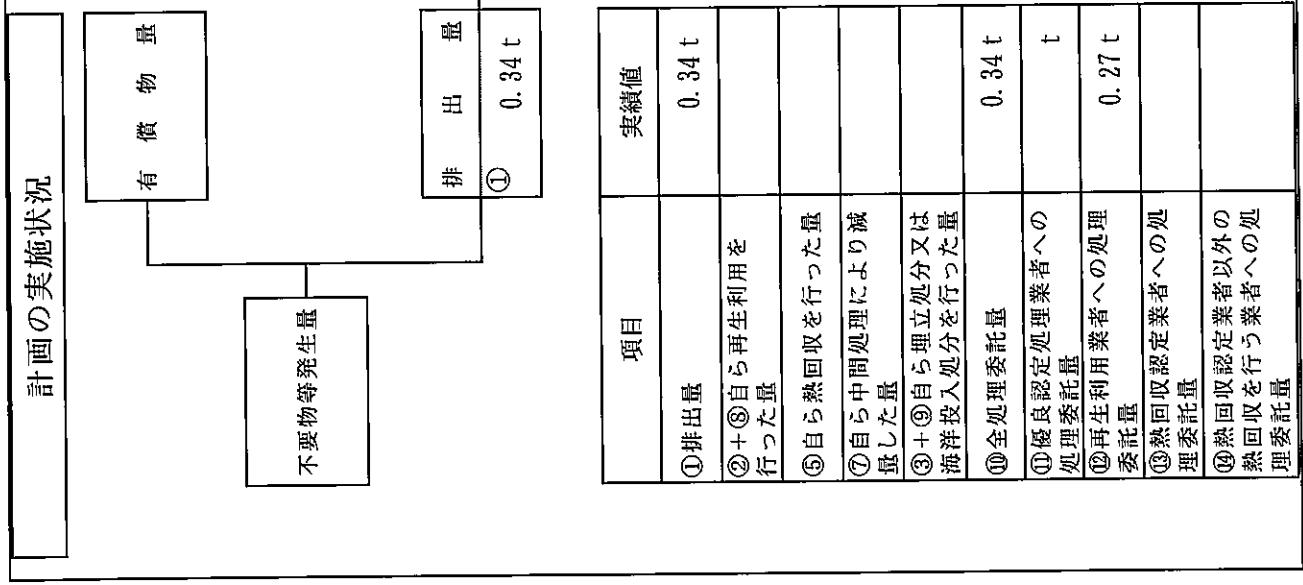 計画の実施状況
有償物量
不要物等発生量
排出量
① 0.34 t
項目 実績値
①排出量 0.34 t
②+⑧自ら再生利用を
行った量
⑤自ら熱回収を行った量
⑦自ら中間処理により減
量した量
③+⑨自ら埋立処分又は
海洋投入処分を行った量
⑩全処理委託量 0.34 t
⑪優良認定処理業者への
処理委託量 t
⑫再生利用業者への処理
委託量 0.27 t
⑬熱回収認定業者への処
理委託量
⑭熱回収認定業者以外の
熱回収を行う業者への処
理委託量